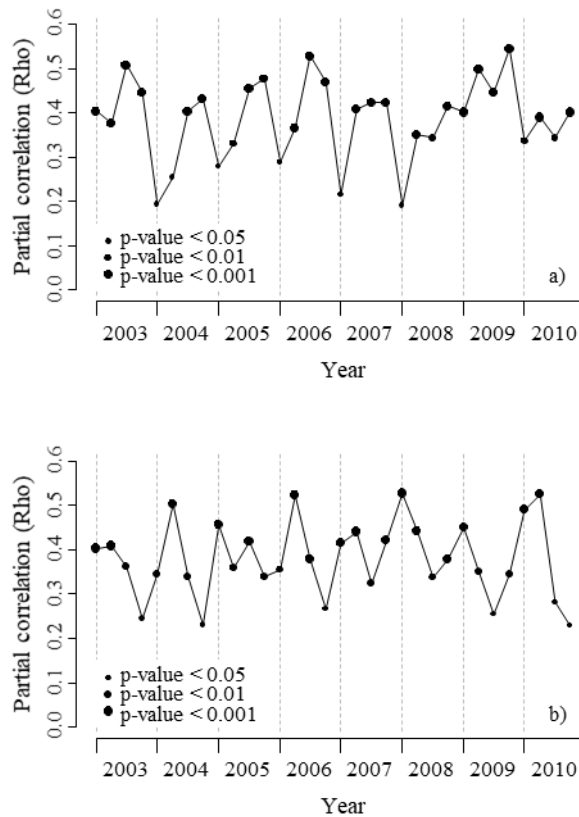 0.6
0.5
0.4
0.3
0.2
0.1
0.0
Partial correlation (Rho)
p-value < 0.05
p-value < 0.01
p-value < 0.001
a)
2003 2004 2005 2006 2007 2008 2009 2010
Year
0.6
0.5
0.4
0.3
0.2
0.1
0.0
Partial correlation (Rho)
p-value < 0.05
p-value < 0.01
p-value < 0.001
b)
2003 2004 2005 2006 2007 2008 2009 2010
Year